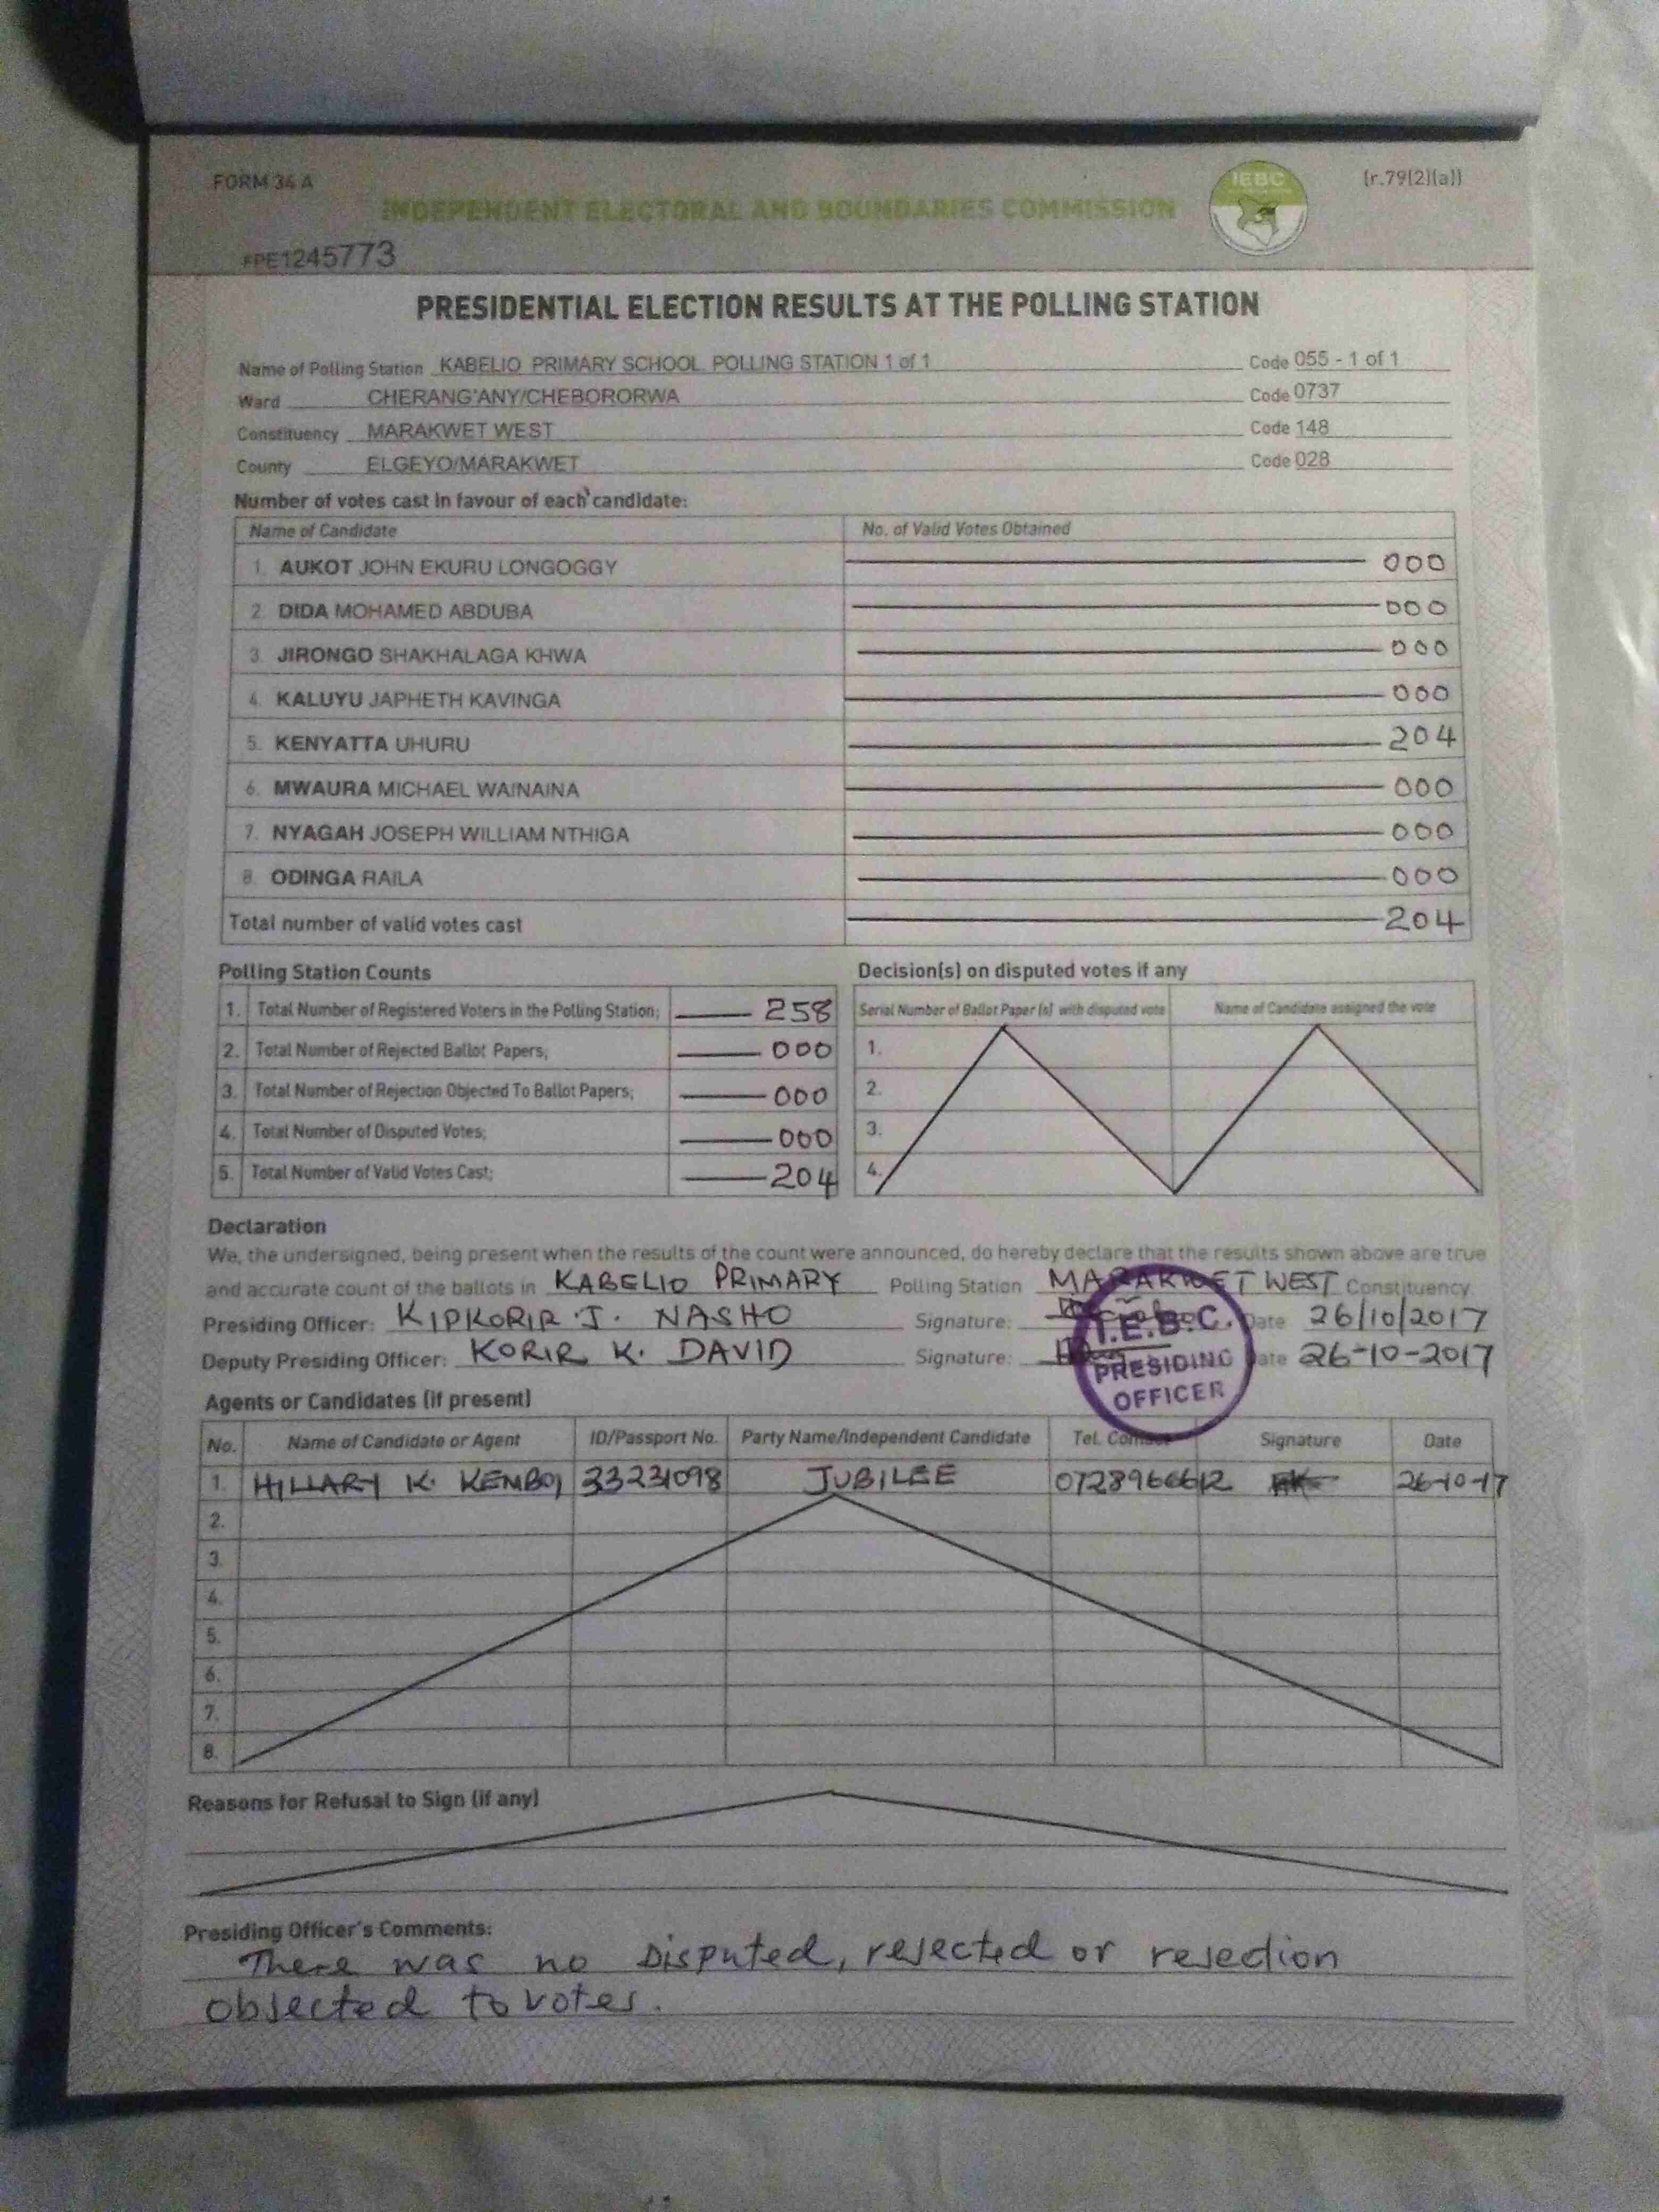 FORM 34 A
IEBC
(r.79(2)(a))
INDEPENDENT ELECTORAL AND BOUNDARIES COMMISSION
FPE1245773
PRESIDENTIAL ELECTION RESULTS AT THE POLLING STATION
Name of Polling Station KABELIO PRIMARY SCHOOL POLLING STATION 1 of 1 Code 055 - 1 of 1
Ward CHERANG'ANY/CHEBORORWA Code 0737
Constituency MARAKWET WEST Code 148
County ELGEYO/MARAKWET Code 028
Number of votes cast in favour of each candidate:
Name of Candidate No. of Valid Votes Obtained
1. AUKOT JOHN EKURU LONGOGGY 000
2. DIDA MOHAMED ABDUBA 000
3. JIRONGO SHAKHALAGA KHWA 000
4. KALUYU JAPHETH KAVINGA 000
5. KENYATTA UHURU 204
6. MWAURA MICHAEL WAINAINA 000
7. NYAGAH JOSEPH WILLIAM NTHIGA 000
8. ODINGA RAILA 000
Total number of valid votes cast 204
Polling Station Counts
1. Total Number of Registered Voters in the Polling Station; 258
2. Total Number of Rejected Ballot Papers; 000
3. Total Number of Rejection Objected To Ballot Papers; 000
4. Total Number of Disputed Votes; 000
5. Total Number of Valid Votes Cast; 204
Decision(s) on disputed votes if any
Serial Number of Ballot Paper (s) with disputed vote Name of Candidate assigned the vote
1.
2.
3.
4.
Declaration
We, the undersigned, being present when the results of the count were announced, do hereby declare that the results shown above are true
and accurate count of the ballots in KABELIO PRIMARY Polling Station MARAKWET WEST Constituency
Presiding Officer: KIPKORIR .J. NASHO Signature: Date 26/10/2017
Deputy Presiding Officer: KORIR K. DAVID Signature: Date 26-10-2017
I.E.B.C.
PRESIDING
OFFICER
Agents or Candidates (if present)
No. Name of Candidate or Agent ID/Passport No. Party Name/Independent Candidate Tel. Contact Signature Date
1. HILLARY K. KEMBOI 33231098 JUBILEE 0728966612 26-10-17
2.
3.
4.
5.
6.
7.
8.
Reasons for Refusal to Sign (if any)
Presiding Officer's Comments:
There was no Disputed, rejected or rejection
objected to votes.